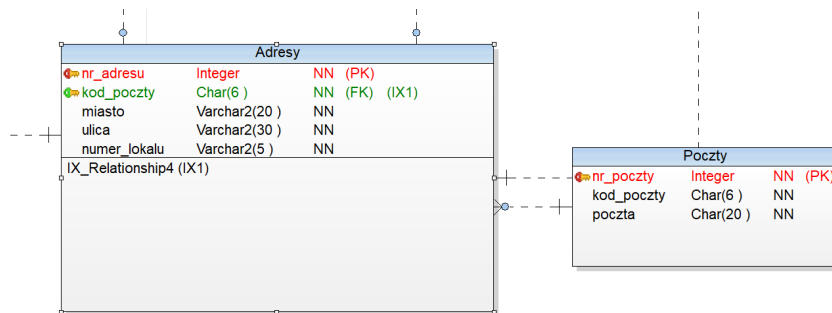 Adresy
nr_adresu Integer NN (PK)
kod_poczty Char(6 ) NN (FK) (IX1)
miasto Varchar2(20 ) NN
ulica Varchar2(30 ) NN
numer_lokalu Varchar2(5 ) NN
IX_Relationship4 (IX1)
Poczty
nr_poczty Integer NN (PK)
kod_poczty Char(6 ) NN
poczta Char(20 ) NN